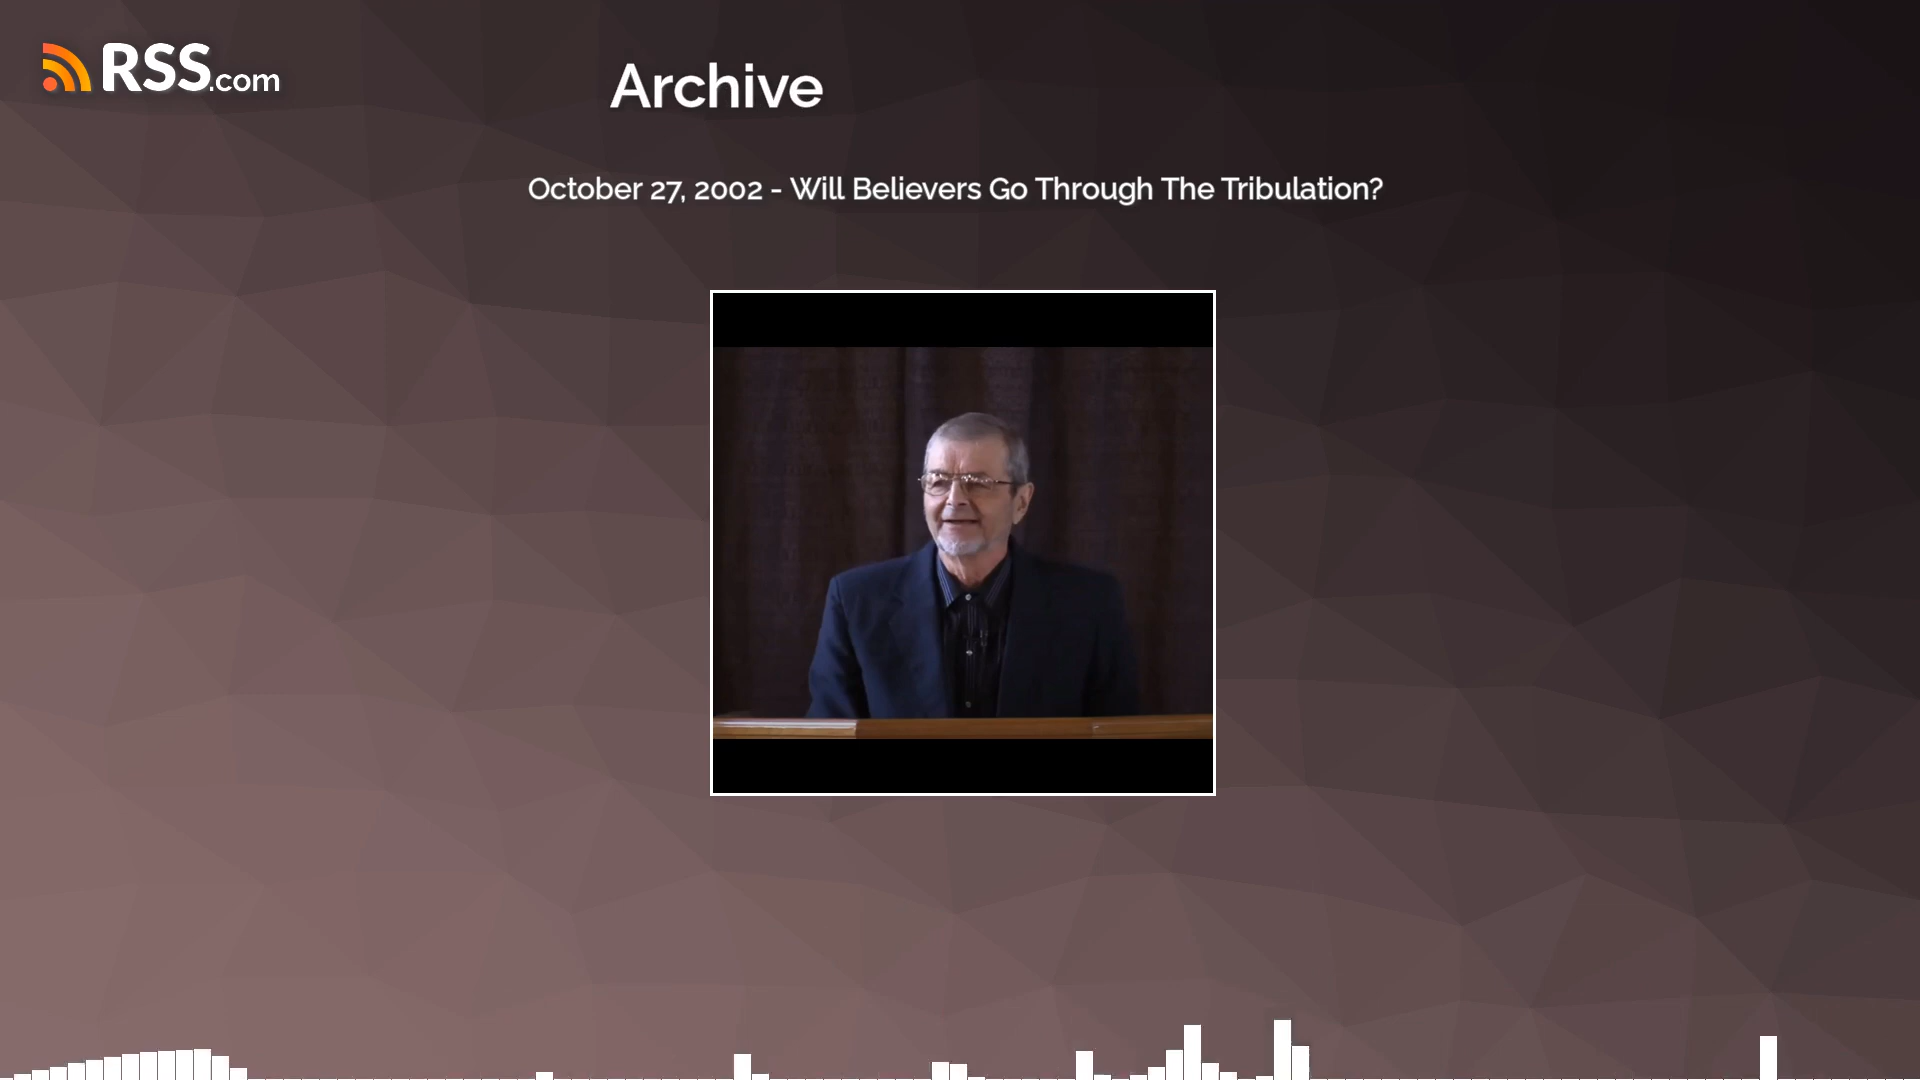 RSS.com
Archive
October 27, 2002 - Will Believers Go Through The Tribulation?